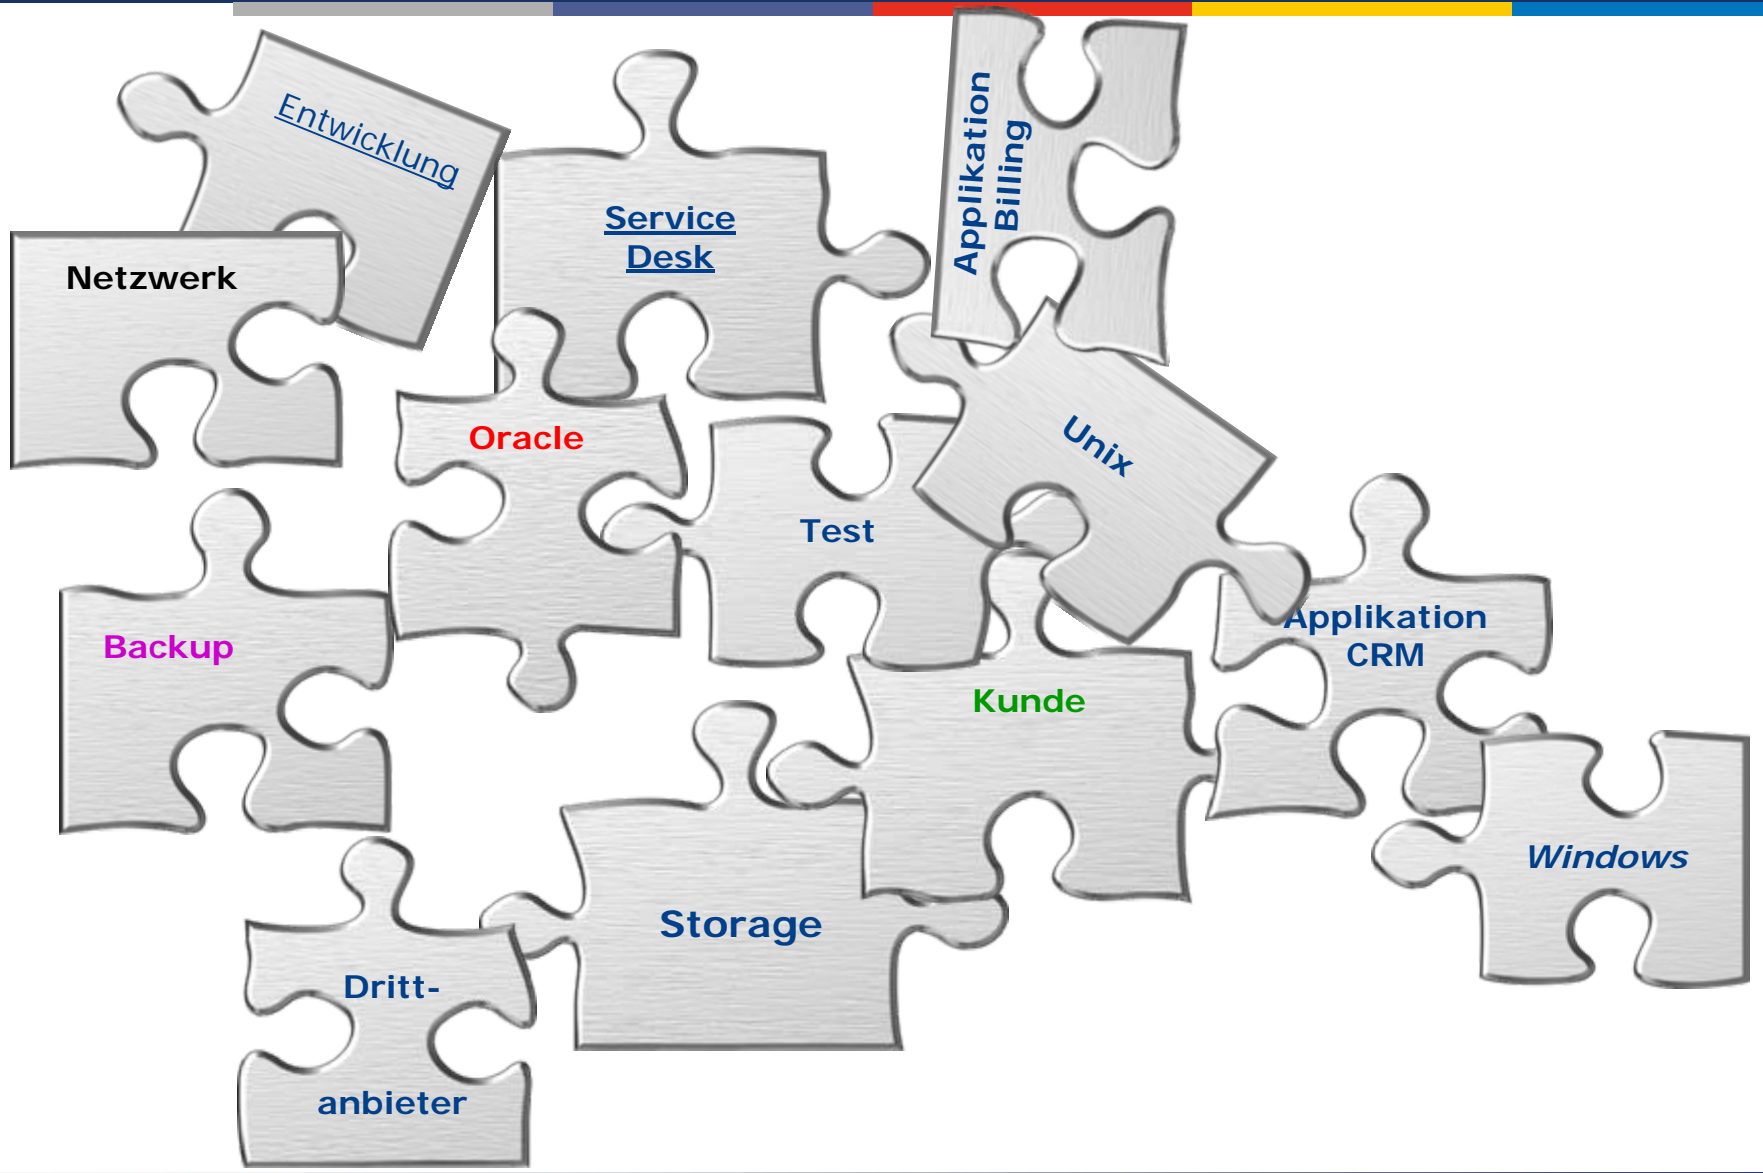 Entwicklung
Service
Desk
Applikation
Billing
Netzwerk
Oracle
Unix
Test
Backup
Applikation
CRM
Kunde
Windows
Storage
Dritt-
anbieter